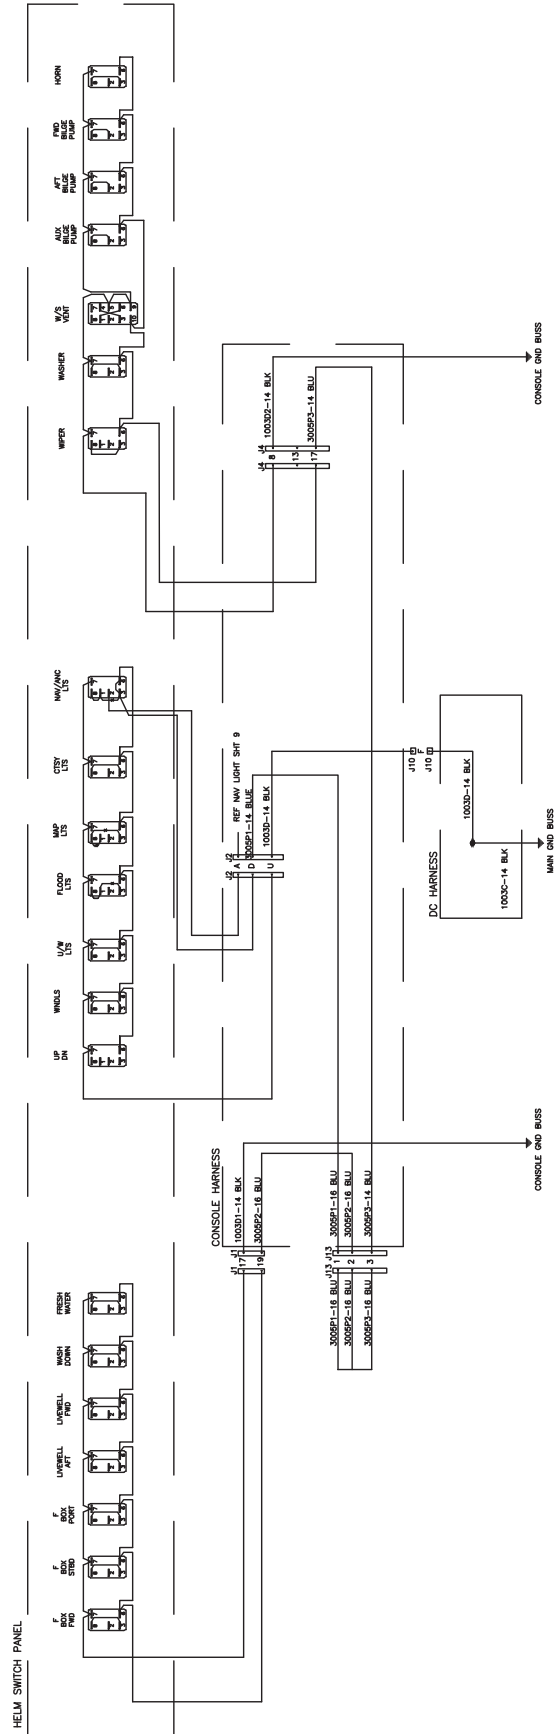 HELM SWITCH PANEL
F
BOX
FWD
F
BOX
STBD
F
BOX
PORT
LIVEWELL
AFT
LIVEWELL
FWD
WASH
DOWN
FRESH
WATER
UP
DN
WNDLS
U/W
LTS
FLOOD
LTS
MAP
LTS
CTSY
LTS
NAV/ANC
LTS
WIPER
WASHER
W/S
VENT
AUX
BILGE
PUMP
AFT
BILGE
PUMP
FWD
BILGE
PUMP
HORN
CONSOLE HARNESS
J1 J1
17
1003D1-14 BLK
19
3005P2-16 BLU
J2 J2
A
REF NAV LIGHT SHT 9
D
3005P1-14 BLUE
U
1003D-14 BLK
J4 J4
8
1003D2-14 BLK
13
17
3005P3-14 BLU
J13 J13
3005P1-16 BLU
1
3005P1-16 BLU
3005P2-16 BLU
2
3005P2-16 BLU
3005P3-16 BLU
3
3005P3-14 BLU
J10 F J10
DC HARNESS
1003D-14 BLK
1003C-14 BLK
CONSOLE GND BUSS
MAIN GND BUSS
CONSOLE GND BUSS